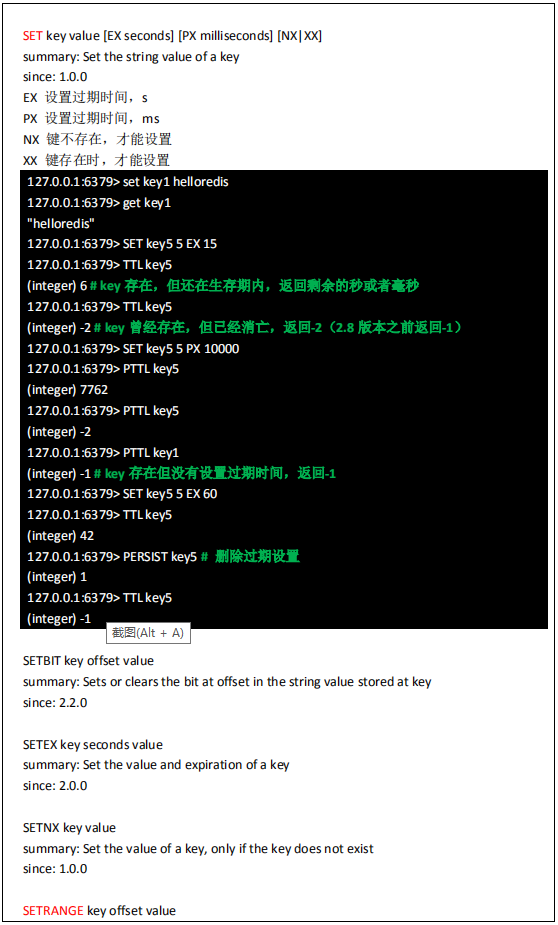 SET key value [EX seconds] [PX milliseconds] [NX|XX]
summary: Set the string value of a key
since: 1.0.0
EX 设置过期时间，s
PX 设置过期时间，ms
NX 键不存在，才能设置
XX 键存在时，才能设置
127.0.0.1:6379> set key1 helloredis
127.0.0.1:6379> get key1
"helloredis"
127.0.0.1:6379> SET key5 5 EX 15
127.0.0.1:6379> TTL key5
(integer) 6 # key 存在，但还在生存期内，返回剩余的秒或者毫秒
127.0.0.1:6379> TTL key5
(integer) -2 # key 曾经存在，但已经消亡，返回-2（2.8 版本之前返回-1）
127.0.0.1:6379> SET key5 5 PX 10000
127.0.0.1:6379> PTTL key5
(integer) 7762
127.0.0.1:6379> PTTL key5
(integer) -2
127.0.0.1:6379> PTTL key1
(integer) -1 # key 存在但没有设置过期时间，返回-1
127.0.0.1:6379> SET key5 5 EX 60
127.0.0.1:6379> TTL key5
(integer) 42
127.0.0.1:6379> PERSIST key5 # 删除过期设置
(integer) 1
127.0.0.1:6379> TTL key5
(integer) -1
截图(Alt + A)
SETBIT key offset value
summary: Sets or clears the bit at offset in the string value stored at key
since: 2.2.0
SETEX key seconds value
summary: Set the value and expiration of a key
since: 2.0.0
SETNX key value
summary: Set the value of a key, only if the key does not exist
since: 1.0.0
SETRANGE key offset value